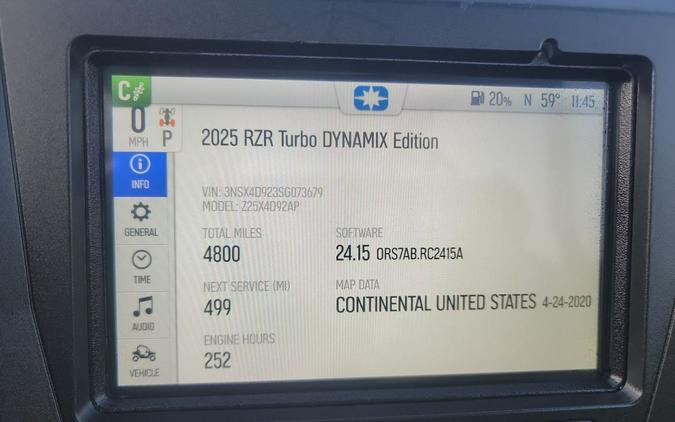 C 20% N 59° 11:45
0
MPH P
2025 RZR Turbo DYNAMIX Edition
INFO
VIN: 3NSX4D923SG073679
MODEL: Z25X4D92AP
GENERAL
TOTAL MILES SOFTWARE
4800 24.15 ORS7AB.RC2415A
TIME
NEXT SERVICE (MI) MAP DATA
499 CONTINENTAL UNITED STATES 4-24-2020
AUDIO
ENGINE HOURS
252
VEHICLE